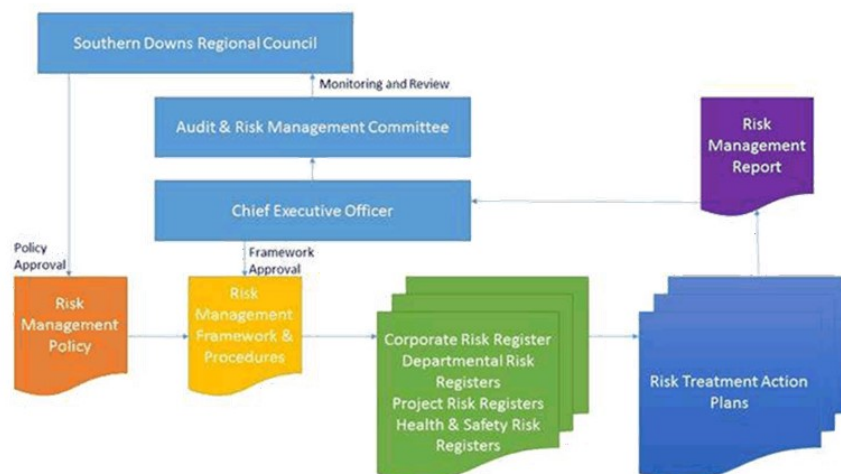 Southern Downs Regional Council
Monitoring and Review
Audit & Risk Management Committee
Risk
Management
Report
Chief Executive Officer
Policy
Approval
Framework
Approval
Risk
Management
Policy
Risk
Management
Framework &
Procedures
Corporate Risk Register
Departmental Risk
Registers
Project Risk Registers
Health & Safety Risk
Registers
Risk Treatment Action
Plans